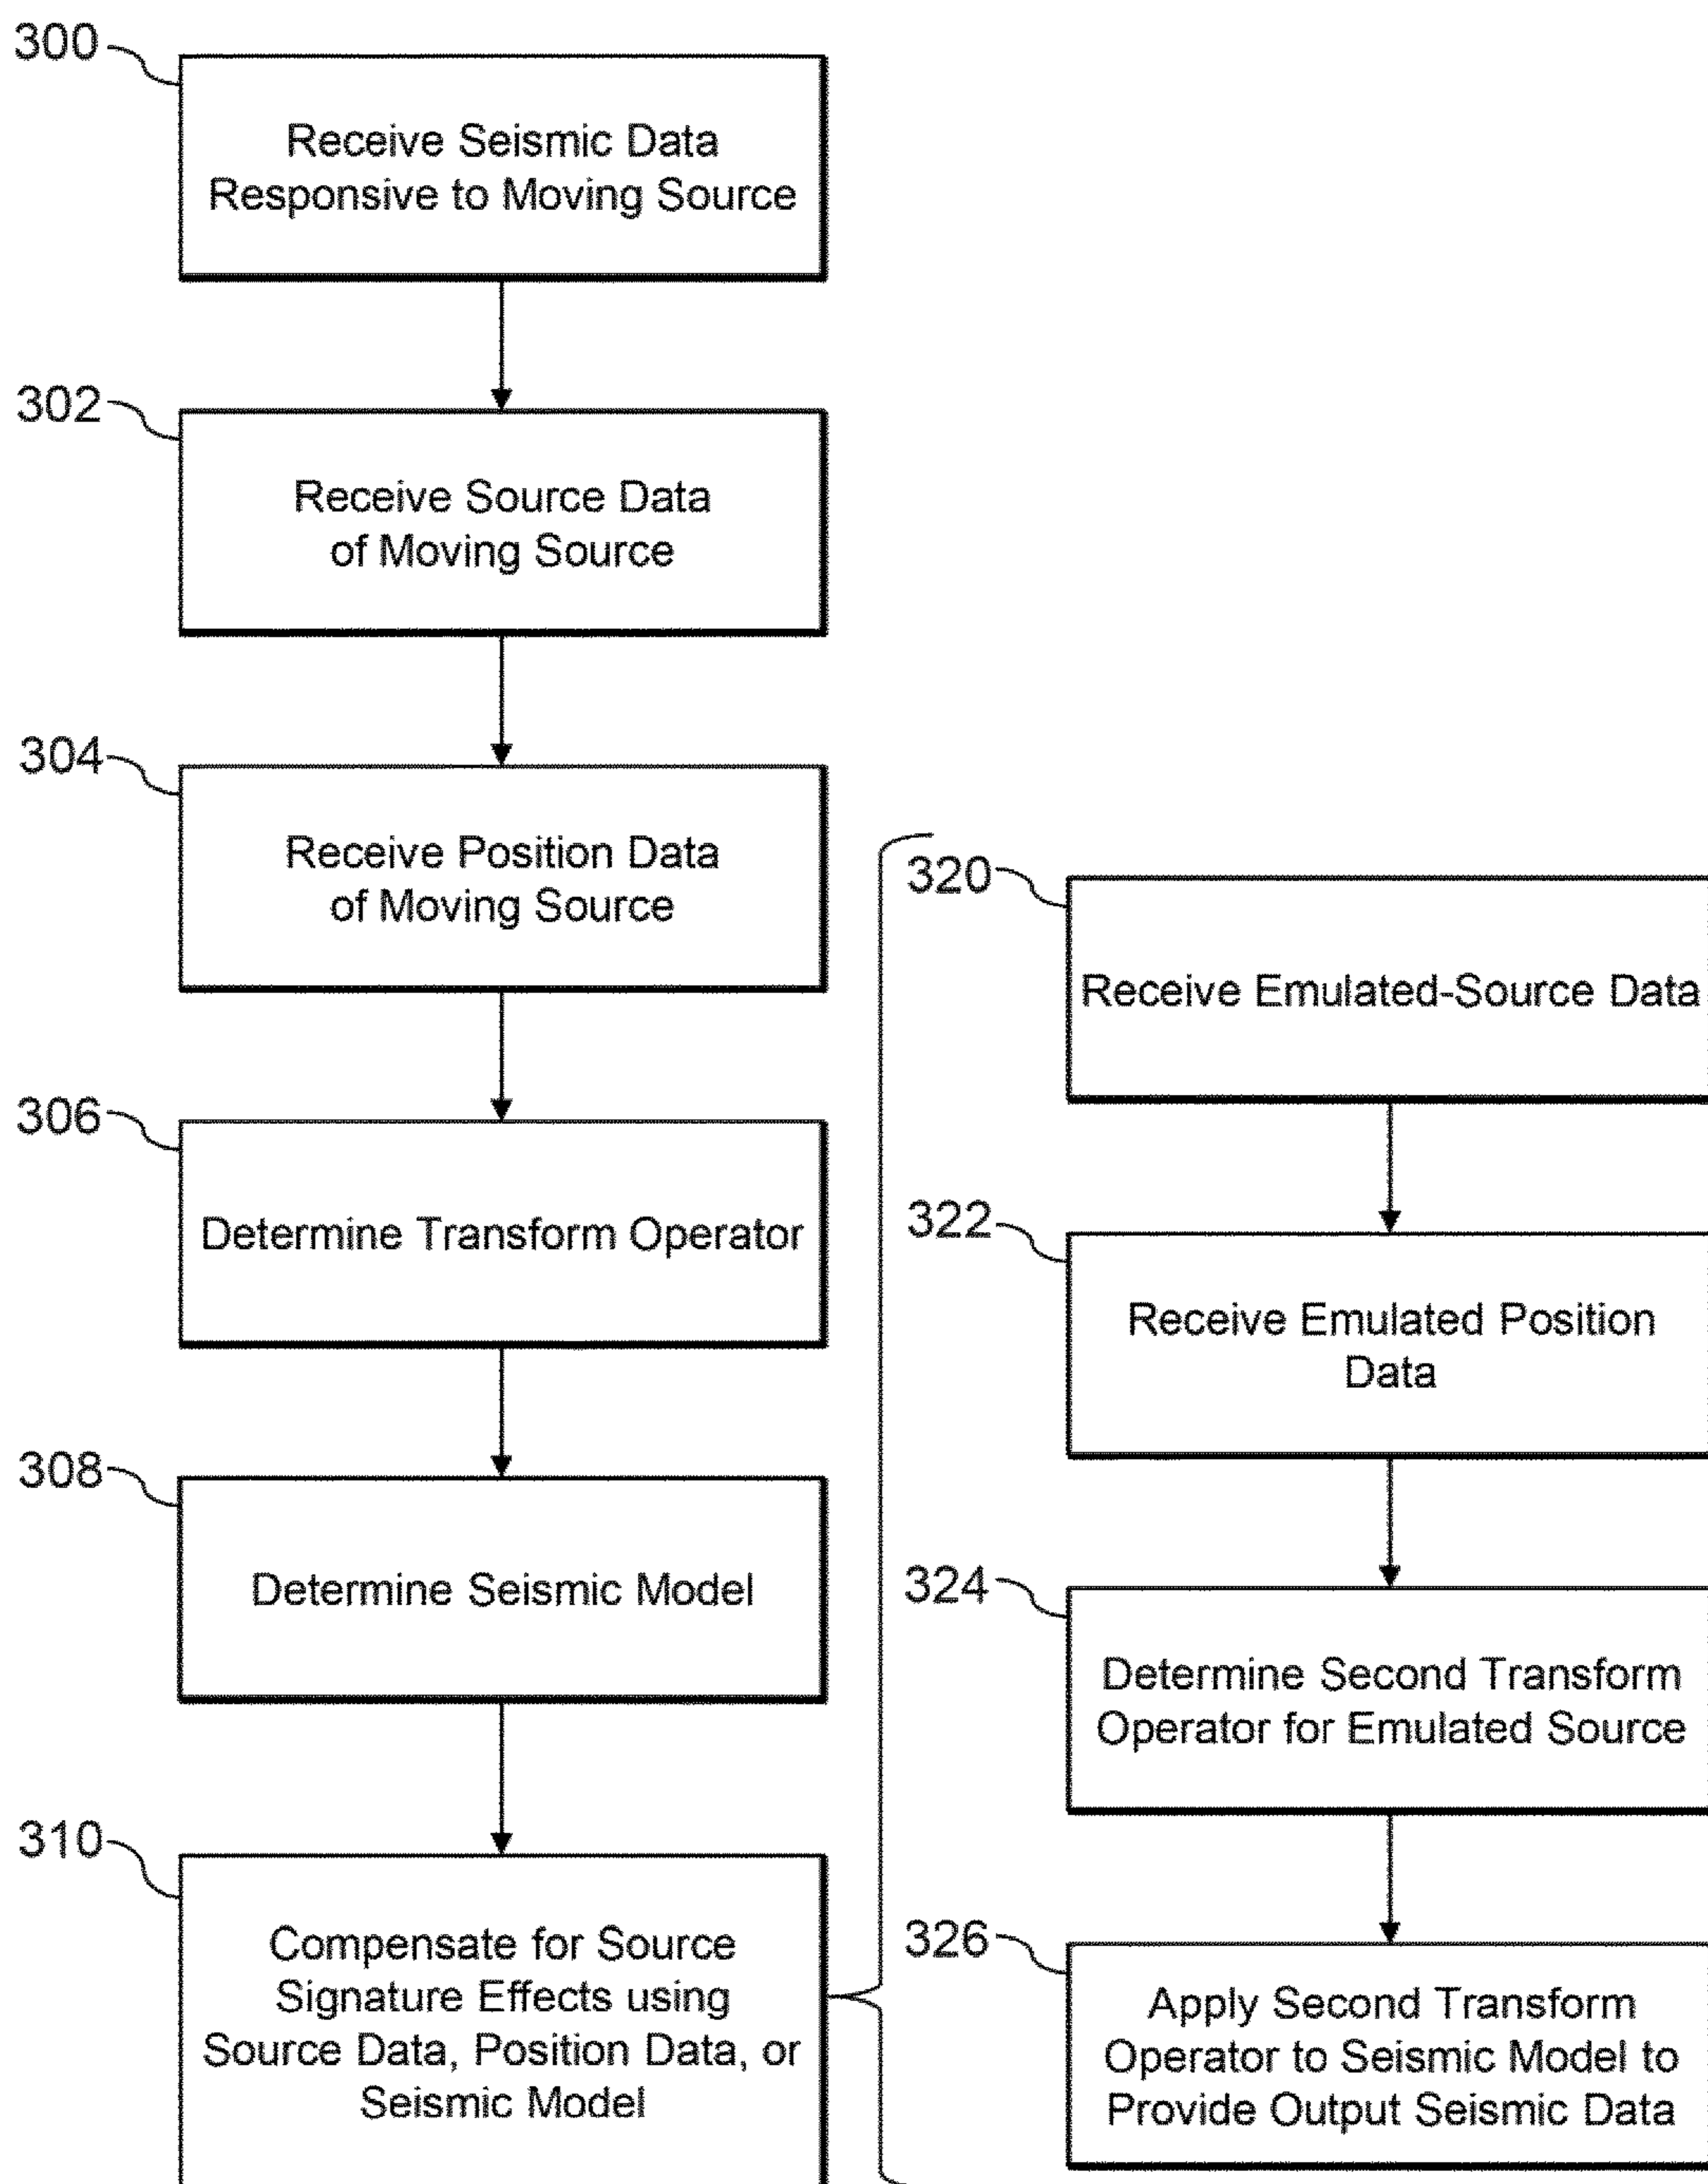 300
Receive Seismic Data
Responsive to Moving Source
302
Receive Source Data
of Moving Source
304
Receive Position Data
of Moving Source
306
Determine Transform Operator
308
Determine Seismic Model
310
Compensate for Source
Signature Effects using
Source Data, Position Data, or
Seismic Model
320
Receive Emulated-Source Data
322
Receive Emulated Position
Data
324
Determine Second Transform
Operator for Emulated Source
326
Apply Second Transform
Operator to Seismic Model to
Provide Output Seismic Data